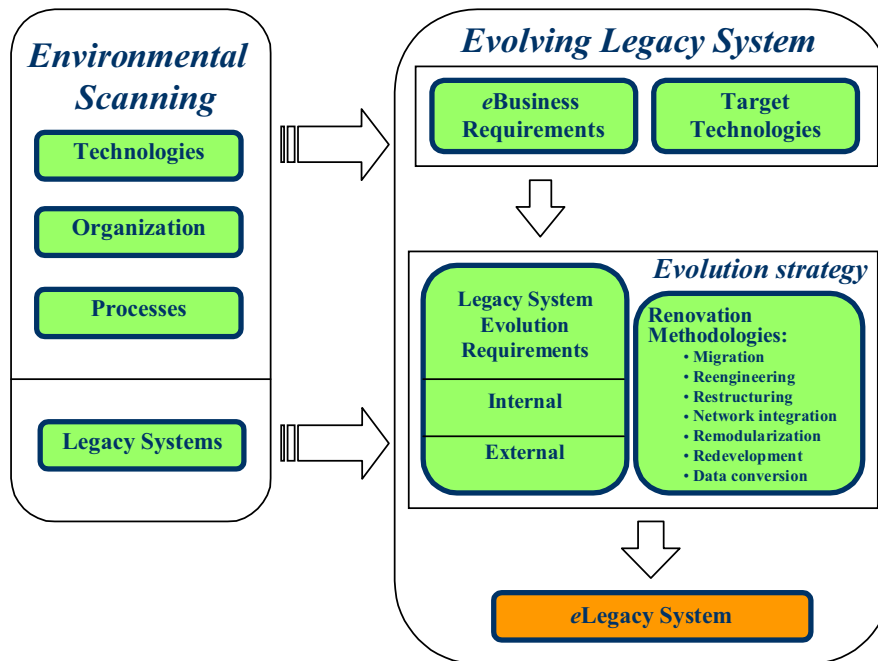 Environmental
Scanning
Technologies
Organization
Processes
Legacy Systems
Evolving Legacy System
eBusiness
Requirements
Target
Technologies
Evolution strategy
Legacy System
Evolution
Requirements
Internal
External
Renovation
Methodologies:
• Migration
• Reengineering
• Restructuring
• Network integration
• Remodularization
• Redevelopment
• Data conversion
eLegacy System